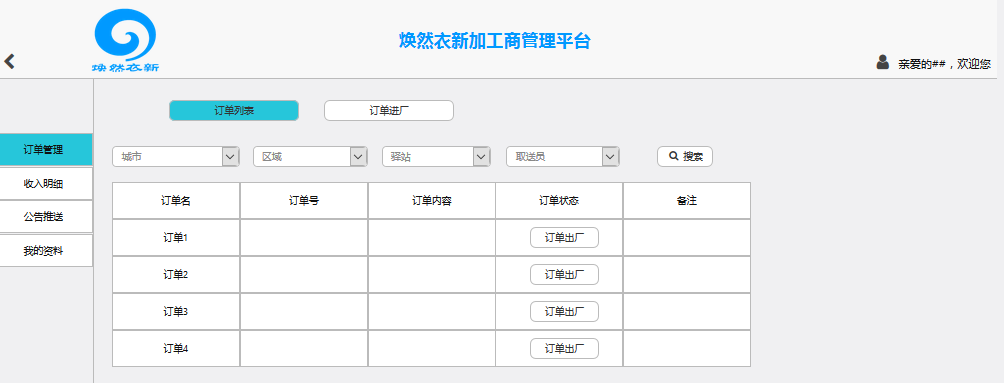 焕然衣新加工商管理平台
焕然衣新
亲爱的##，欢迎您
订单列表 订单进厂
订单管理
收入明细
公告推送
我的资料
城市 区域 驿站 取送员 搜索
订单名 订单号 订单内容 订单状态 备注
订单1 订单出厂
订单2 订单出厂
订单3 订单出厂
订单4 订单出厂